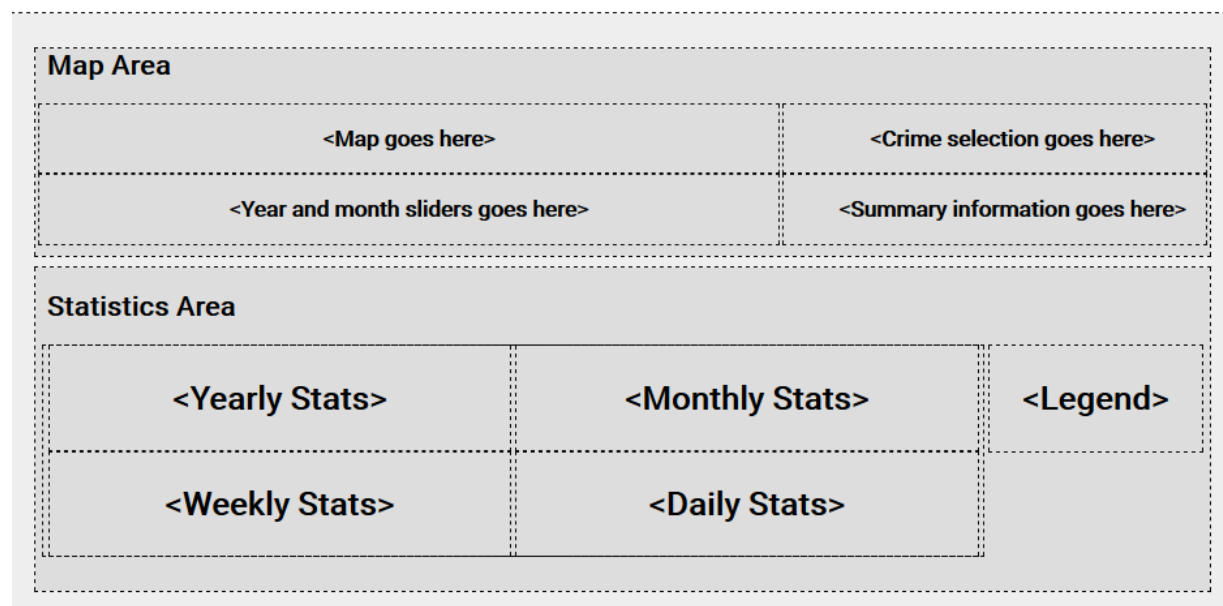 Map Area
<Map goes here>
<Crime selection goes here>
<Year and month sliders goes here>
<Summary information goes here>
Statistics Area
<Yearly Stats>
<Monthly Stats>
<Legend>
<Weekly Stats>
<Daily Stats>